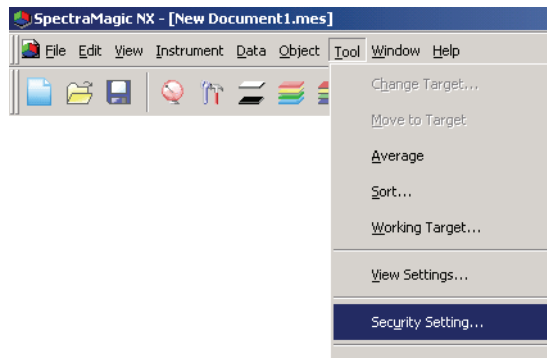 SpectraMagic NX - [New Document1.mes]
File Edit View Instrument Data Object Tool Window Help
Change Target...
Move to Target
Average
Sort...
Working Target...
View Settings...
Security Setting...